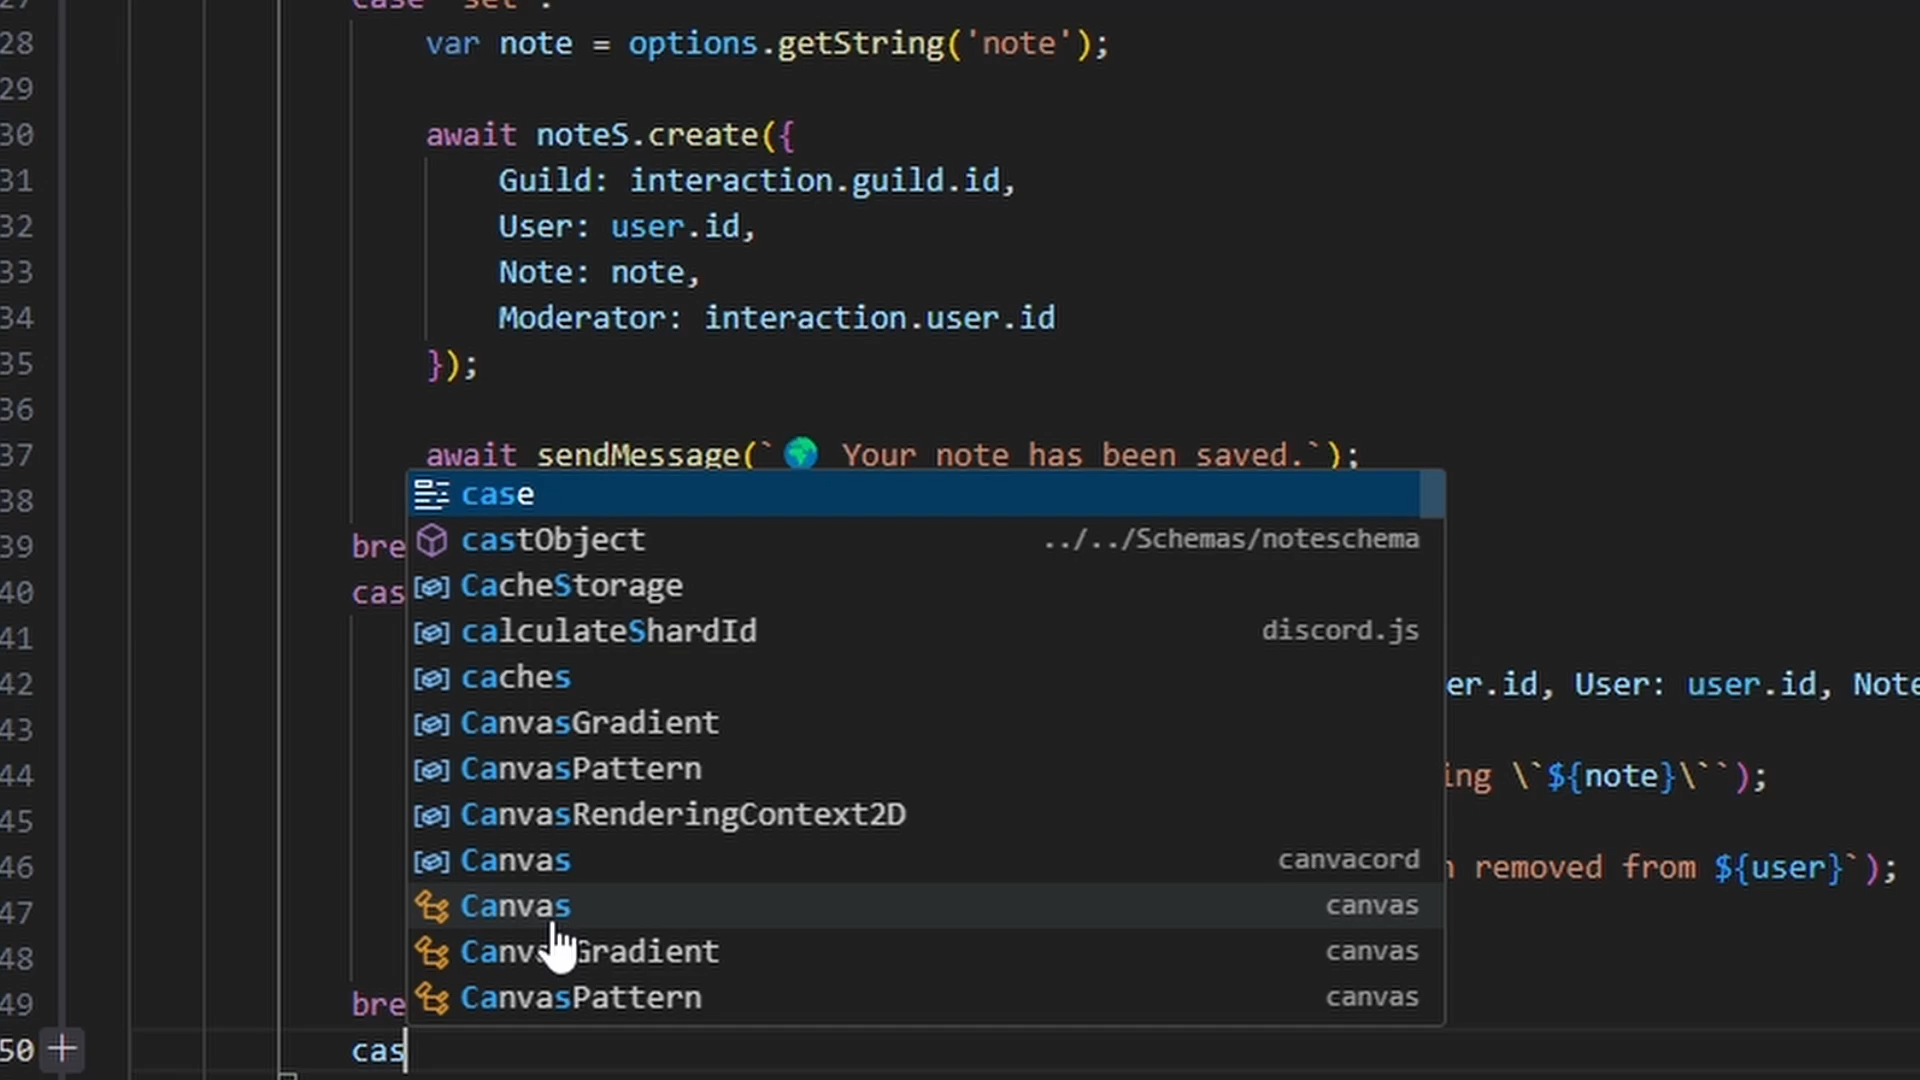 28 var note = options.getString('note');
29
30 await noteS.create({
31 Guild: interaction.guild.id,
32 User: user.id,
33 Note: note,
34 Moderator: interaction.user.id
35 });
36
37 await sendMessage(`🌍 Your note has been saved.`);
38
39 bre
40 cas
41
42 er.id, User: user.id, Note
43
44 ing \`${note}\``);
45
46 removed from ${user}`);
47
48
49 bre
50 cas
case
castObject ../../Schemas/noteschema
CacheStorage
calculateShardId discord.js
caches
CanvasGradient
CanvasPattern
CanvasRenderingContext2D
Canvas canvacord
Canvas canvas
CanvasGradient canvas
CanvasPattern canvas